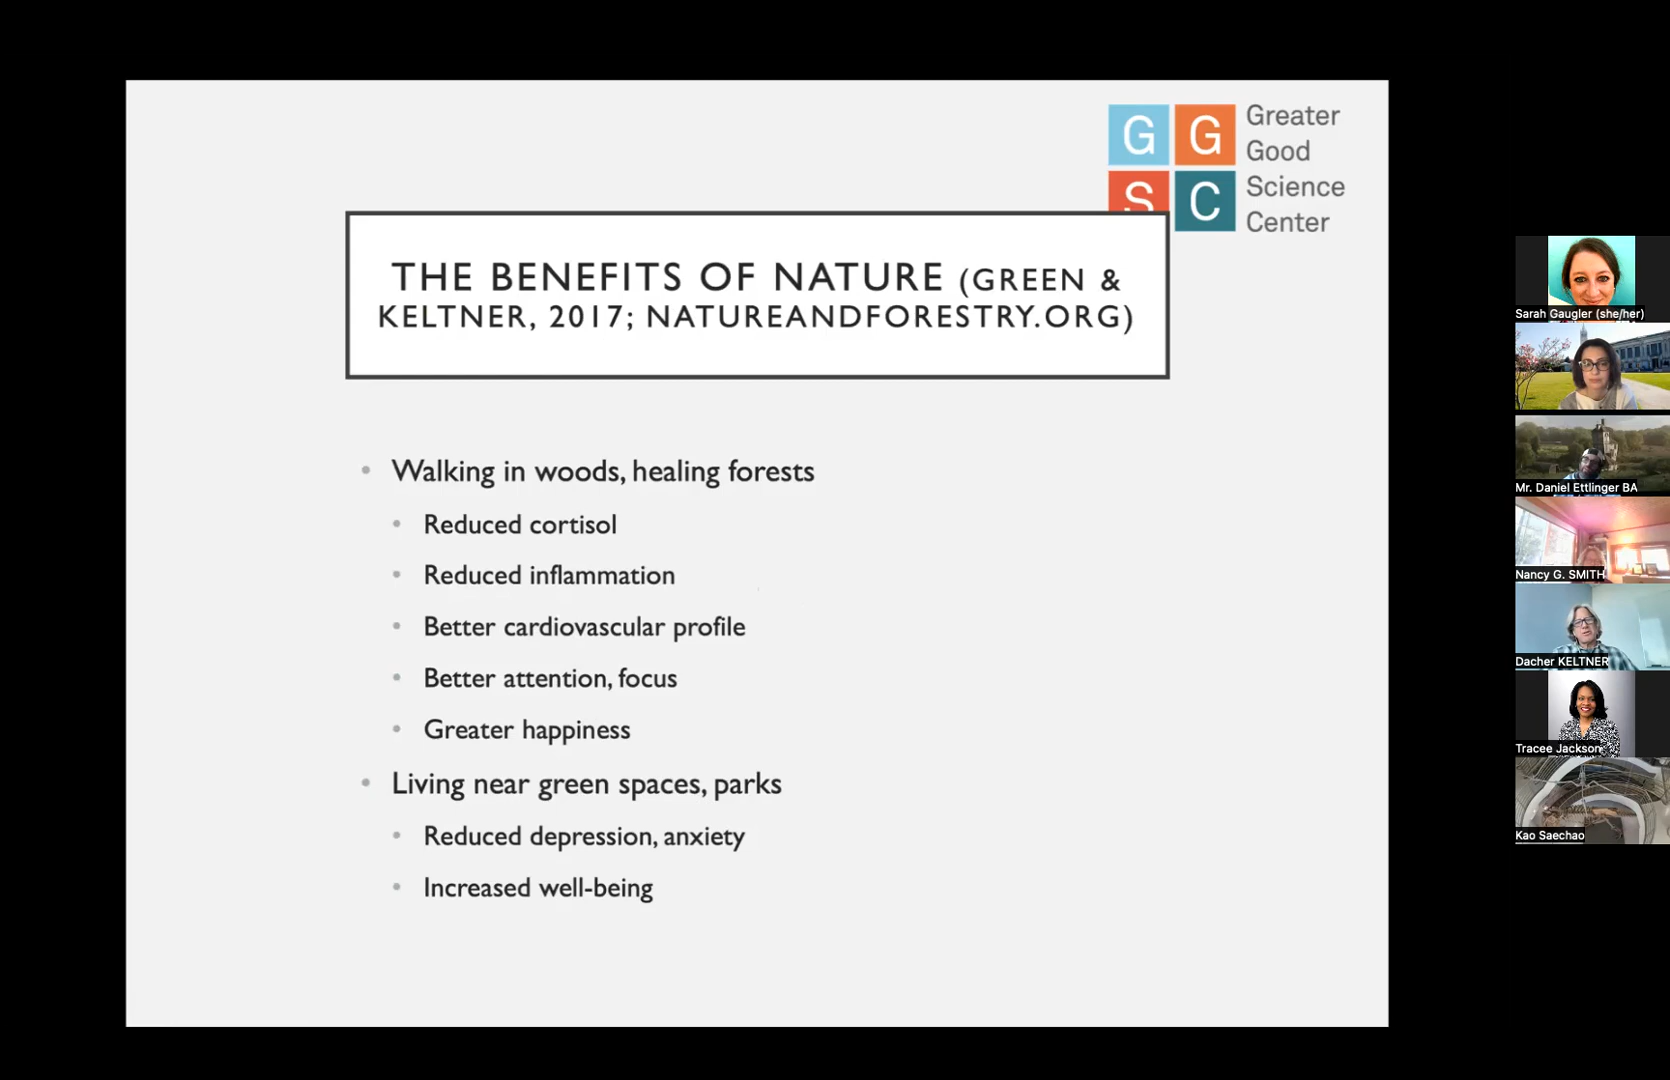 G G
S C
Greater
Good
Science
Center
THE BENEFITS OF NATURE (GREEN &
KELTNER, 2017; NATUREANDFORESTRY.ORG)
• Walking in woods, healing forests
• Reduced cortisol
• Reduced inflammation
• Better cardiovascular profile
• Better attention, focus
• Greater happiness
• Living near green spaces, parks
• Reduced depression, anxiety
• Increased well-being
Sarah Gaugler (she/her)
Mr. Daniel Ettlinger BA
Nancy G. SMITH
Dacher KELTNER
Tracee Jackson
Kao Saechao